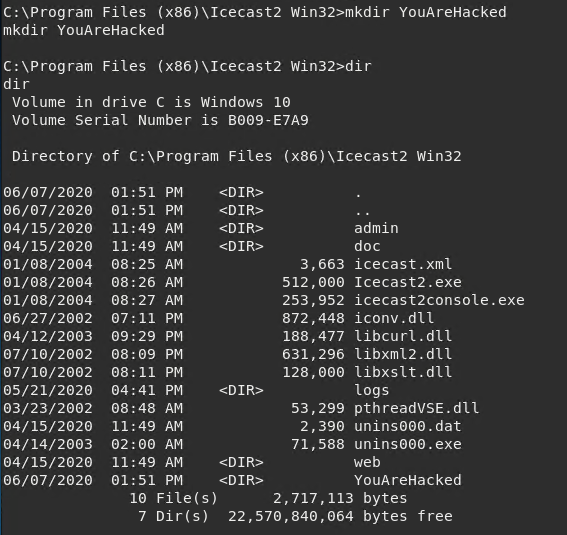 C:\Program Files (x86)\Icecast2 Win32>mkdir YouAreHacked
mkdir YouAreHacked
C:\Program Files (x86)\Icecast2 Win32>dir
dir
Volume in drive C is Windows 10
Volume Serial Number is B009-E7A9
Directory of C:\Program Files (x86)\Icecast2 Win32
06/07/2020  01:51 PM    <DIR>          .
06/07/2020  01:51 PM    <DIR>          ..
04/15/2020  11:49 AM    <DIR>          admin
04/15/2020  11:49 AM    <DIR>          doc
01/08/2004  08:25 AM             3,663 icecast.xml
01/08/2004  08:26 AM           512,000 Icecast2.exe
01/08/2004  08:27 AM           253,952 icecast2console.exe
06/27/2002  07:11 PM           872,448 iconv.dll
04/12/2003  09:29 PM           188,477 libcurl.dll
07/10/2002  08:09 PM           631,296 libxml2.dll
07/10/2002  08:11 PM           128,000 libxslt.dll
05/21/2020  04:41 PM    <DIR>          logs
03/23/2002  08:48 AM            53,299 pthreadVSE.dll
04/15/2020  11:49 AM             2,390 unins000.dat
04/14/2003  02:00 AM            71,588 unins000.exe
04/15/2020  11:49 AM    <DIR>          web
06/07/2020  01:51 PM    <DIR>          YouAreHacked
10 File(s)      2,717,113 bytes
7 Dir(s)  22,570,840,064 bytes free